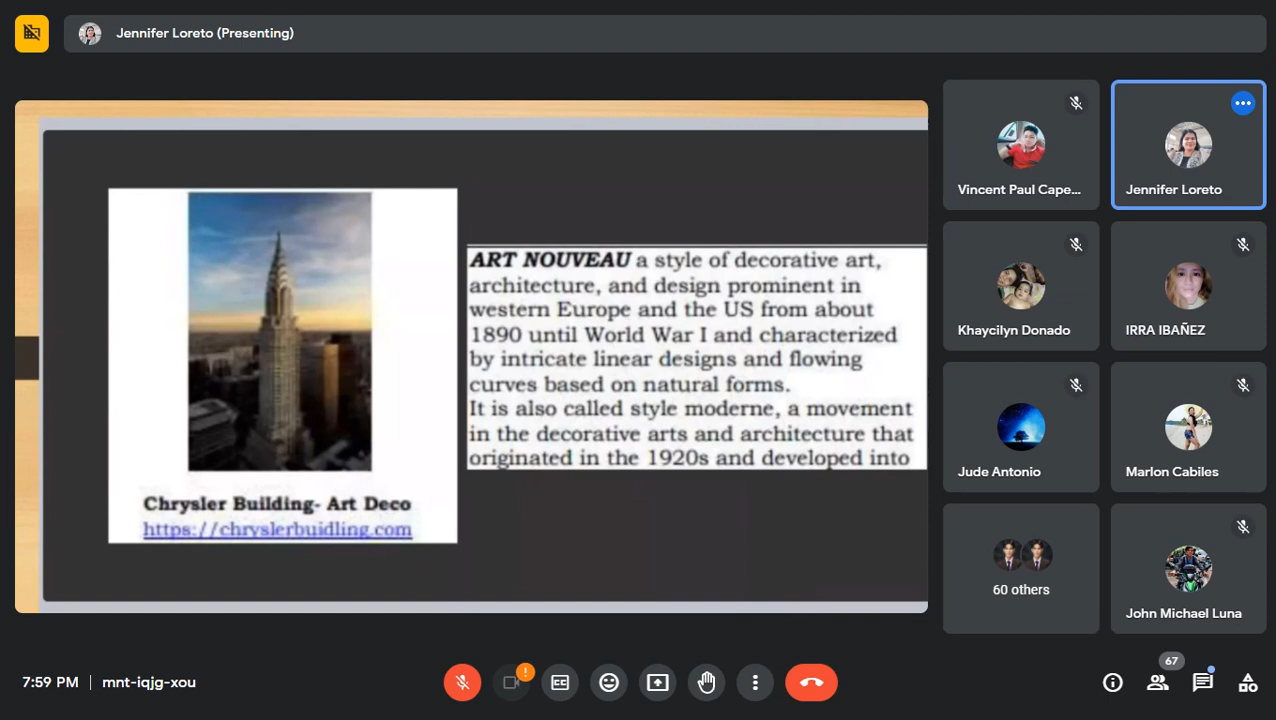 Jennifer Loreto (Presenting)
ART NOUVEAU a style of decorative art,
architecture, and design prominent in
western Europe and the US from about
1890 until World War I and characterized
by intricate linear designs and flowing
curves based on natural forms.
It is also called style moderne, a movement
in the decorative arts and architecture that
originated in the 1920s and developed into
Chrysler Building- Art Deco
https://chryslerbuidling.com
Vincent Paul Cape...
Jennifer Loreto
Khaycilyn Donado
IRRA IBAÑEZ
Jude Antonio
Marlon Cabiles
60 others
John Michael Luna
7:59 PM | mnt-iqjg-xou
67